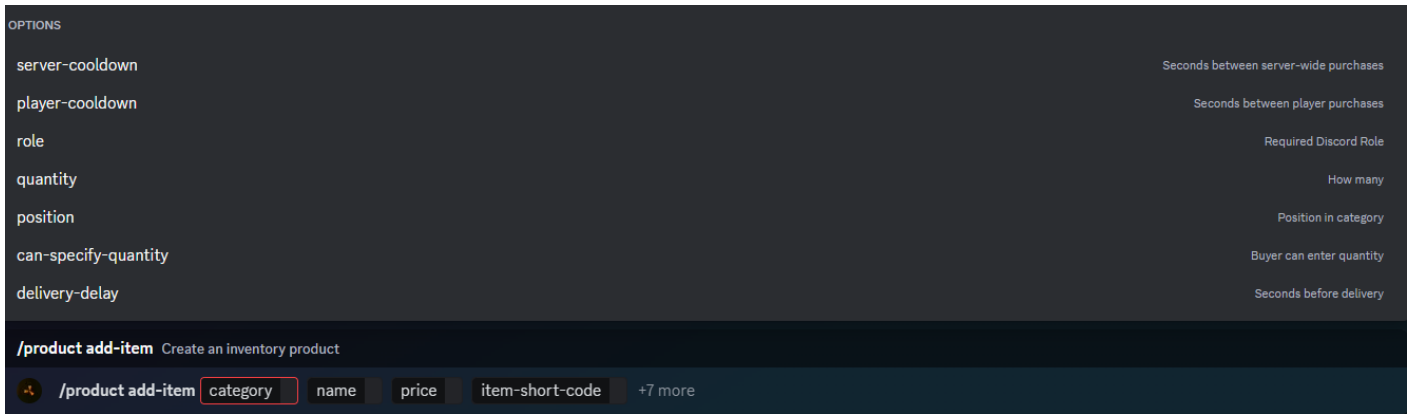 OPTIONS
server-cooldown Seconds between server-wide purchases
player-cooldown Seconds between player purchases
role Required Discord Role
quantity How many
position Position in category
can-specify-quantity Buyer can enter quantity
delivery-delay Seconds before delivery
/product add-item Create an inventory product
/product add-item category name price item-short-code +7 more